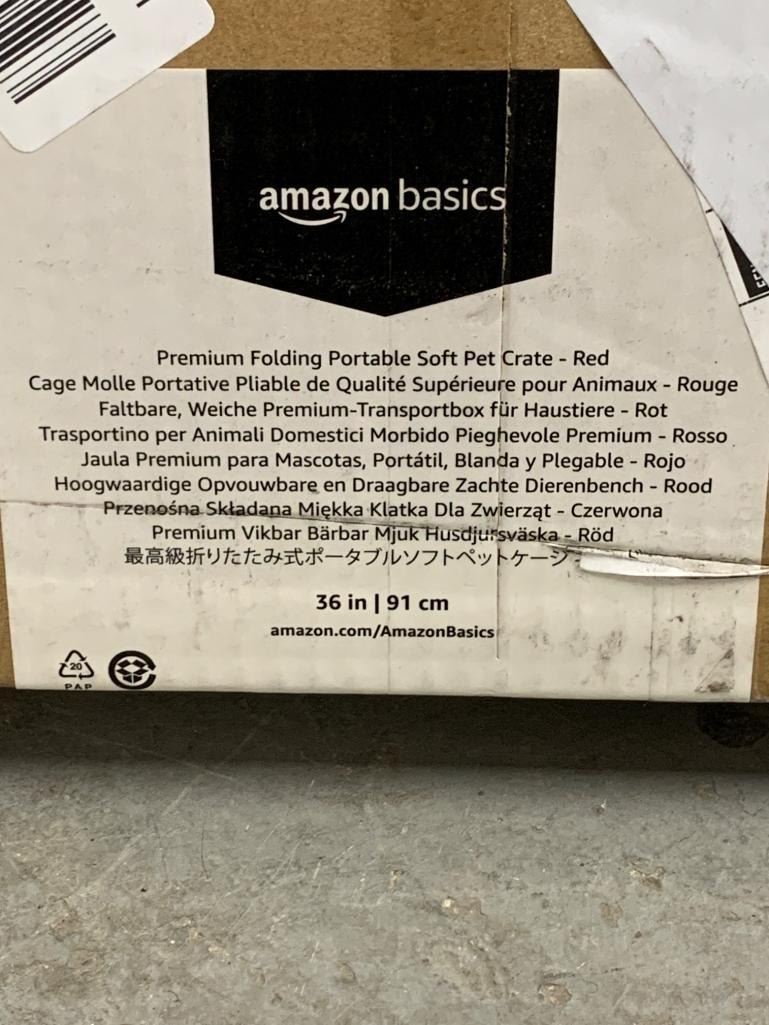 amazon basics
Premium Folding Portable Soft Pet Crate - Red
Cage Molle Portative Pliable de Qualité Supérieure pour Animaux - Rouge
Faltbare, Weiche Premium-Transportbox für Haustiere - Rot
Trasportino per Animali Domestici Morbido Pieghevole Premium - Rosso
Jaula Premium para Mascotas, Portátil, Blanda y Plegable - Rojo
Hoogwaardige Opvouwbare en Draagbare Zachte Dierenbench - Rood
Przenośna Składana Miękka Klatka Dla Zwierząt - Czerwona
Premium Vikbar Bärbar Mjuk Husdjursväska - Röd
最高級折りたたみ式ポータブルソフトペットケージ -
36 in | 91 cm
amazon.com/AmazonBasics
20
PAP